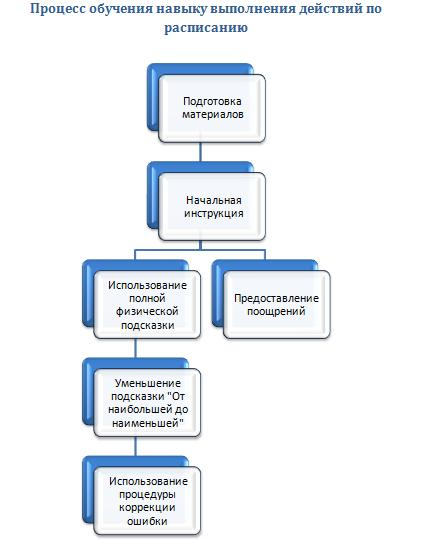 Процесс обучения навыку выполнения действий по
расписанию
Подготовка
материалов
Начальная
инструкция
Использование
полной
физической
подсказки
Предоставление
поощрений
Уменьшение
подсказки "От
наибольшей до
наименьшей"
Использование
процедуры
коррекции
ошибки